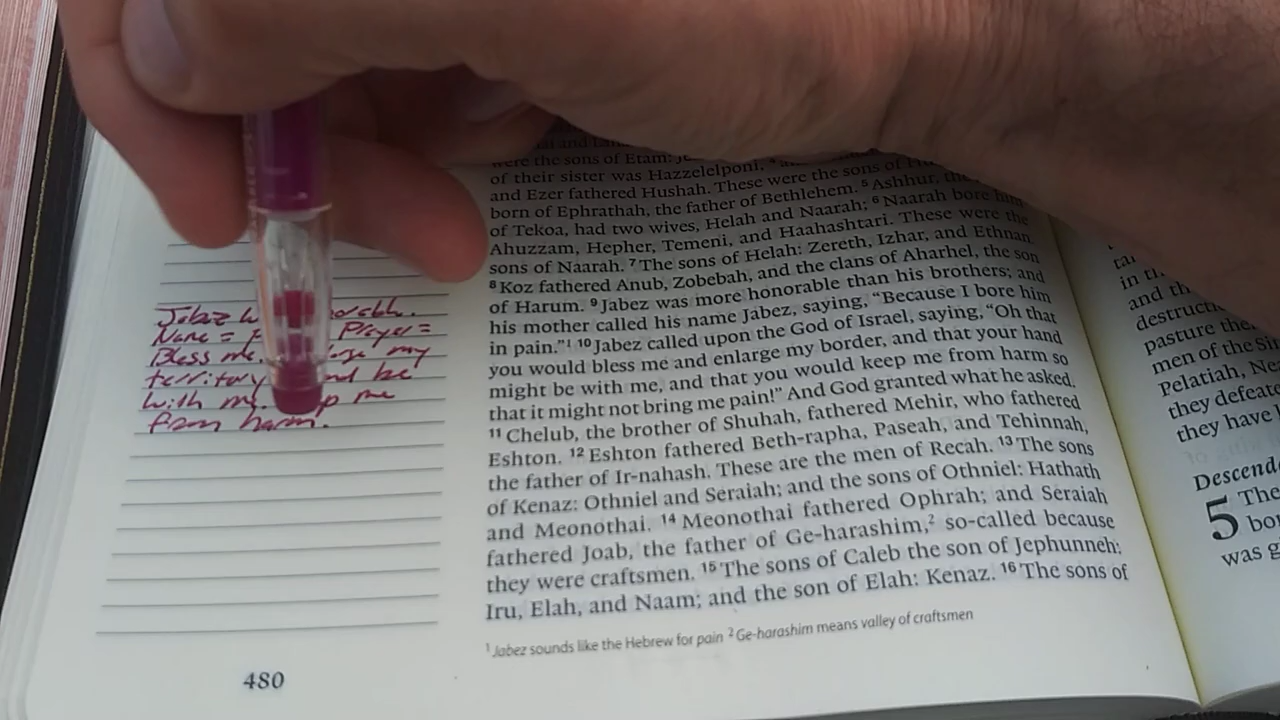 were the sons of Etam:
of their sister was Hazzelelponi, 4
and Ezer fathered Hushah. These were the sons of
born of Ephrathah, the father of Bethlehem. 5 Ashhur, the
of Tekoa, had two wives, Helah and Naarah; 6 Naarah bore him
Ahuzzam, Hepher, Temeni, and Haahashtari. These were the
sons of Naarah. 7 The sons of Helah: Zereth, Izhar, and Ethnan.
8 Koz fathered Anub, Zobebah, and the clans of Aharhel, the son
of Harum. 9 Jabez was more honorable than his brothers; and
his mother called his name Jabez, saying, “Because I bore him
in pain.”1 10 Jabez called upon the God of Israel, saying, “Oh that
you would bless me and enlarge my border, and that your hand
might be with me, and that you would keep me from harm so
that it might not bring me pain!” And God granted what he asked.
11 Chelub, the brother of Shuhah, fathered Mehir, who fathered
Eshton. 12 Eshton fathered Beth-rapha, Paseah, and Tehinnah,
the father of Ir-nahash. These are the men of Recah. 13 The sons
of Kenaz: Othniel and Seraiah; and the sons of Othniel: Hathath
and Meonothai. 14 Meonothai fathered Ophrah; and Seraiah
fathered Joab, the father of Ge-harashim,2 so-called because
they were craftsmen. 15 The sons of Caleb the son of Jephunneh:
Iru, Elah, and Naam; and the son of Elah: Kenaz. 16 The sons of
1 Jabez sounds like the Hebrew for pain 2 Ge-harashim means valley of craftsmen
Jabez
Name = Prayer =
Bless me. my
territory be
with me. me
from harm.
480
in
and the
destruct
pasture the
men of the
Pelatiah,
they defeate
they have
Descend
5 The
bor
was g